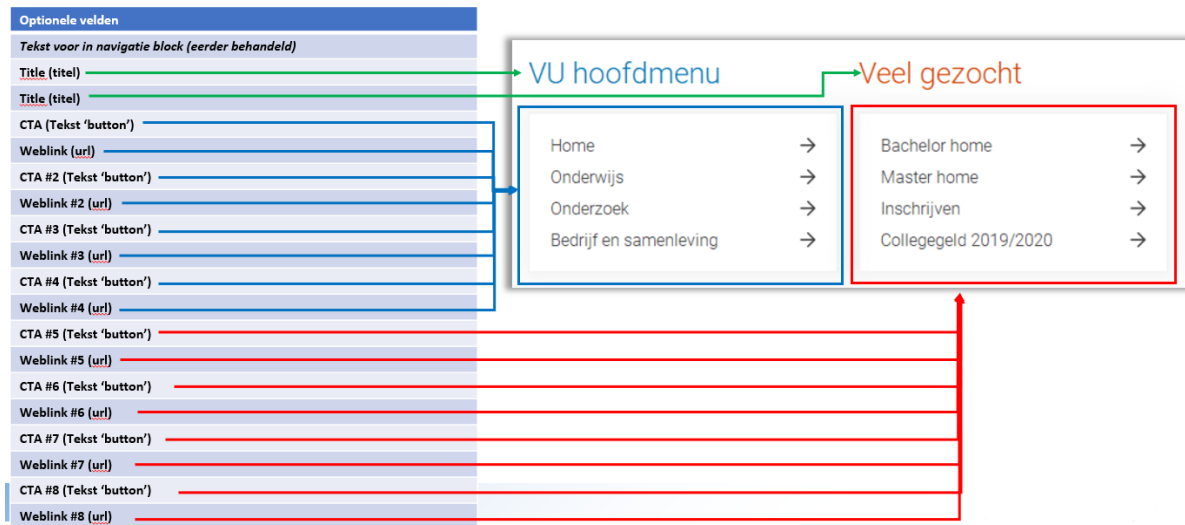 Optionele velden
Tekst voor in navigatie block (eerder behandeld)
Title (titel)
Title (titel)
CTA (Tekst ‘button’)
Weblink (url)
CTA #2 (Tekst ‘button’)
Weblink #2 (url)
CTA #3 (Tekst ‘button’)
Weblink #3 (url)
CTA #4 (Tekst ‘button’)
Weblink #4 (url)
CTA #5 (Tekst ‘button’)
Weblink #5 (url)
CTA #6 (Tekst ‘button’)
Weblink #6 (url)
CTA #7 (Tekst ‘button’)
Weblink #7 (url)
CTA #8 (Tekst ‘button’)
Weblink #8 (url)
VU hoofdmenu
Home
Onderwijs
Onderzoek
Bedrijf en samenleving
Veel gezocht
Bachelor home
Master home
Inschrijven
Collegegeld 2019/2020